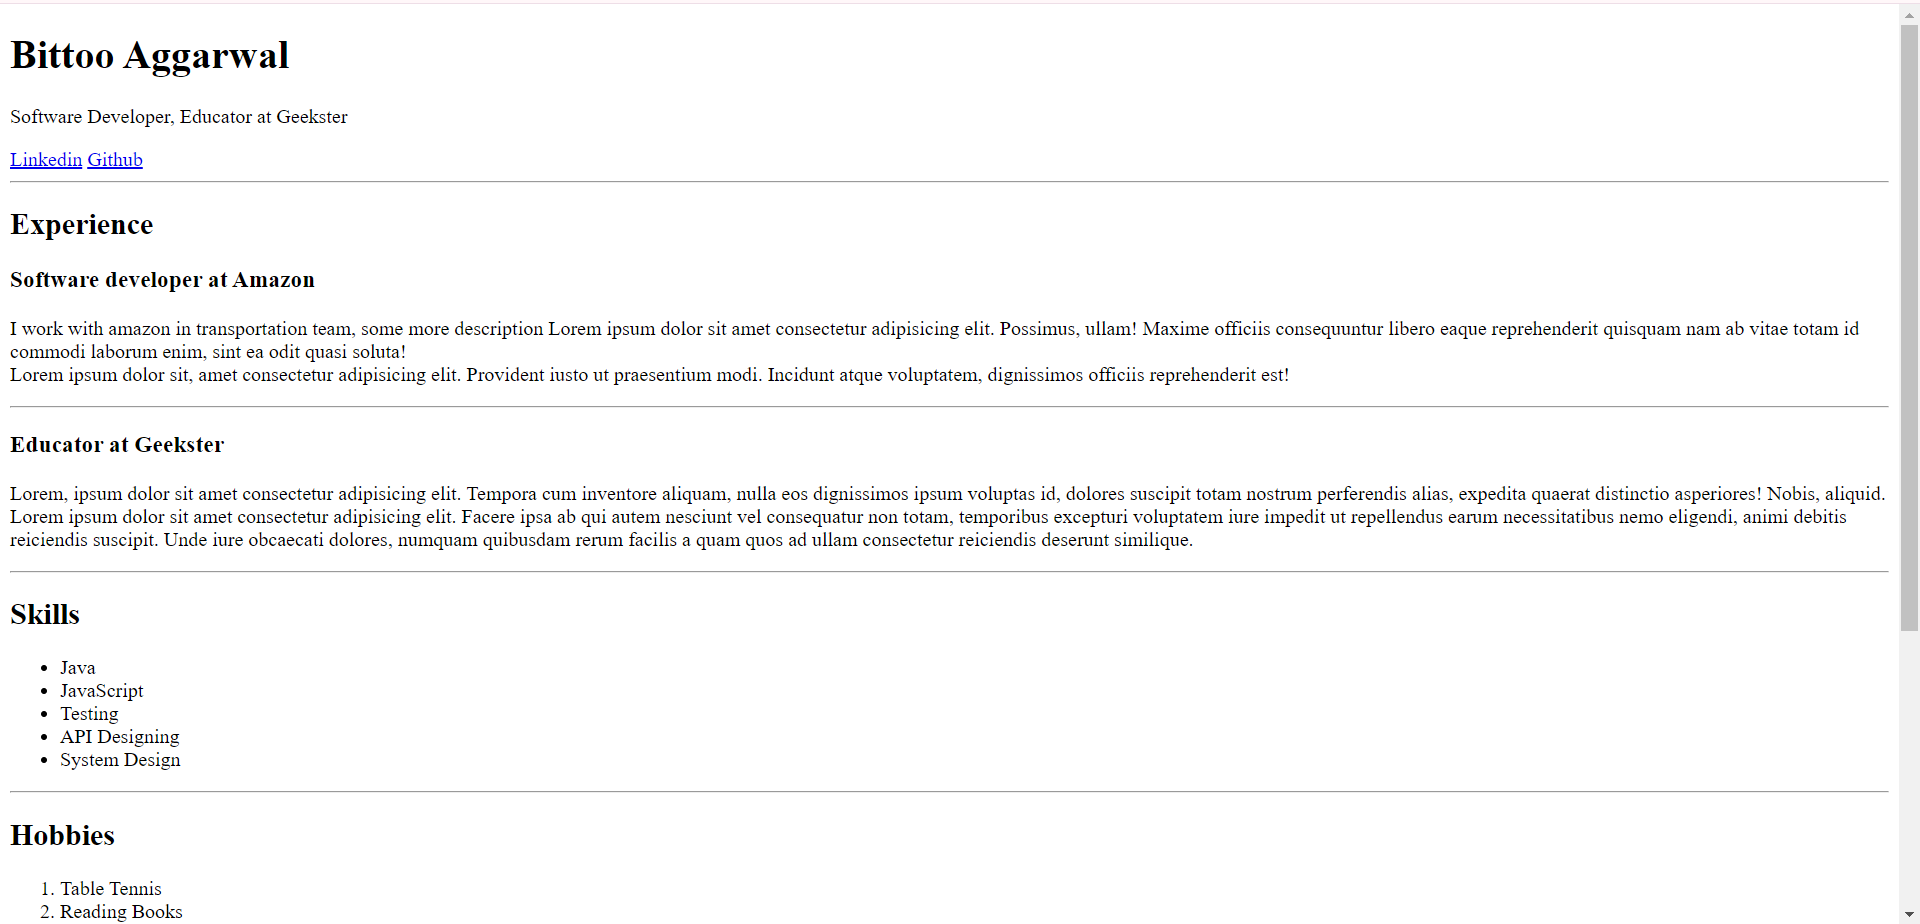 Bittoo Aggarwal
Software Developer, Educator at Geekster
Linkedin Github
Experience
Software developer at Amazon
I work with amazon in transportation team, some more description Lorem ipsum dolor sit amet consectetur adipisicing elit. Possimus, ullam! Maxime officiis consequuntur libero eaque reprehenderit quisquam nam ab vitae totam id
commodi laborum enim, sint ea odit quasi soluta!
Lorem ipsum dolor sit, amet consectetur adipisicing elit. Provident iusto ut praesentium modi. Incidunt atque voluptatem, dignissimos officiis reprehenderit est!
Educator at Geekster
Lorem, ipsum dolor sit amet consectetur adipisicing elit. Tempora cum inventore aliquam, nulla eos dignissimos ipsum voluptas id, dolores suscipit totam nostrum perferendis alias, expedita quaerat distinctio asperiores! Nobis, aliquid.
Lorem ipsum dolor sit amet consectetur adipisicing elit. Facere ipsa ab qui autem nesciunt vel consequatur non totam, temporibus excepturi voluptatem iure impedit ut repellendus earum necessitatibus nemo eligendi, animi debitis
reiciendis suscipit. Unde iure obcaecati dolores, numquam quibusdam rerum facilis a quam quos ad ullam consectetur reiciendis deserunt similique.
Skills
• Java
• JavaScript
• Testing
• API Designing
• System Design
Hobbies
1. Table Tennis
2. Reading Books